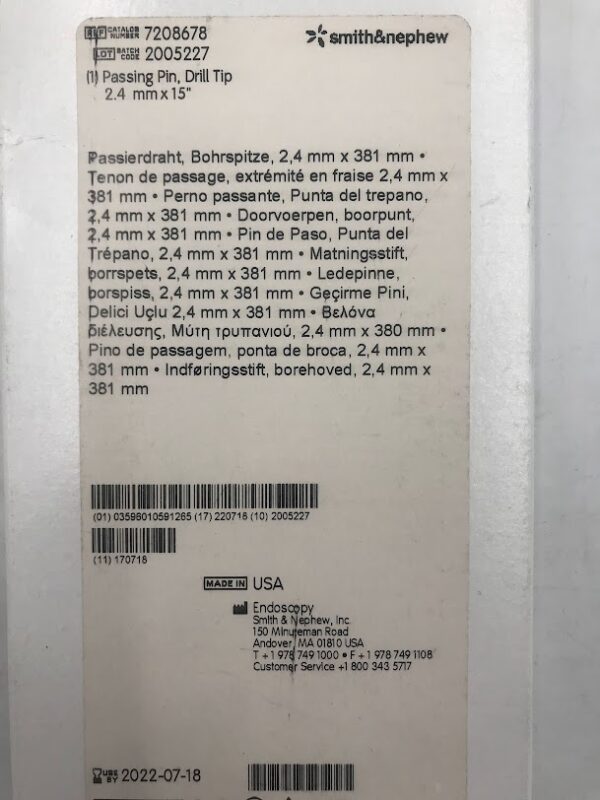 REF CATALOG NUMBER 7208678
smith&nephew
LOT BATCH CODE 2005227
(1) Passing Pin, Drill Tip
2.4 mm x 15"
Passierdraht, Bohrspitze, 2,4 mm x 381 mm •
Tenon de passage, extrémité en fraise 2,4 mm x
381 mm • Perno passante, Punta del trepano,
2,4 mm x 381 mm • Doorvoerpen, boorpunt,
2,4 mm x 381 mm • Pin de Paso, Punta del
Trépano, 2,4 mm x 381 mm • Matningsstift,
borrspets, 2,4 mm x 381 mm • Ledepinne,
borspiss, 2,4 mm x 381 mm • Geçirme Pini,
Delici Uçlu 2,4 mm x 381 mm • Βελόνα
διέλευσης, Μύτη τρυπανιού, 2,4 mm x 380 mm •
Pino de passagem, ponta de broca, 2,4 mm x
381 mm • Indføringsstift, borehoved, 2,4 mm x
381 mm
(01) 03596010591265 (17) 220718 (10) 2005227
(11) 170718
MADE IN USA
Endoscopy
Smith & Nephew, Inc.
150 Minuteman Road
Andover, MA 01810 USA
T +1 978 749 1000 • F +1 978 749 1108
Customer Service +1 800 343 5717
USE BY 2022-07-18